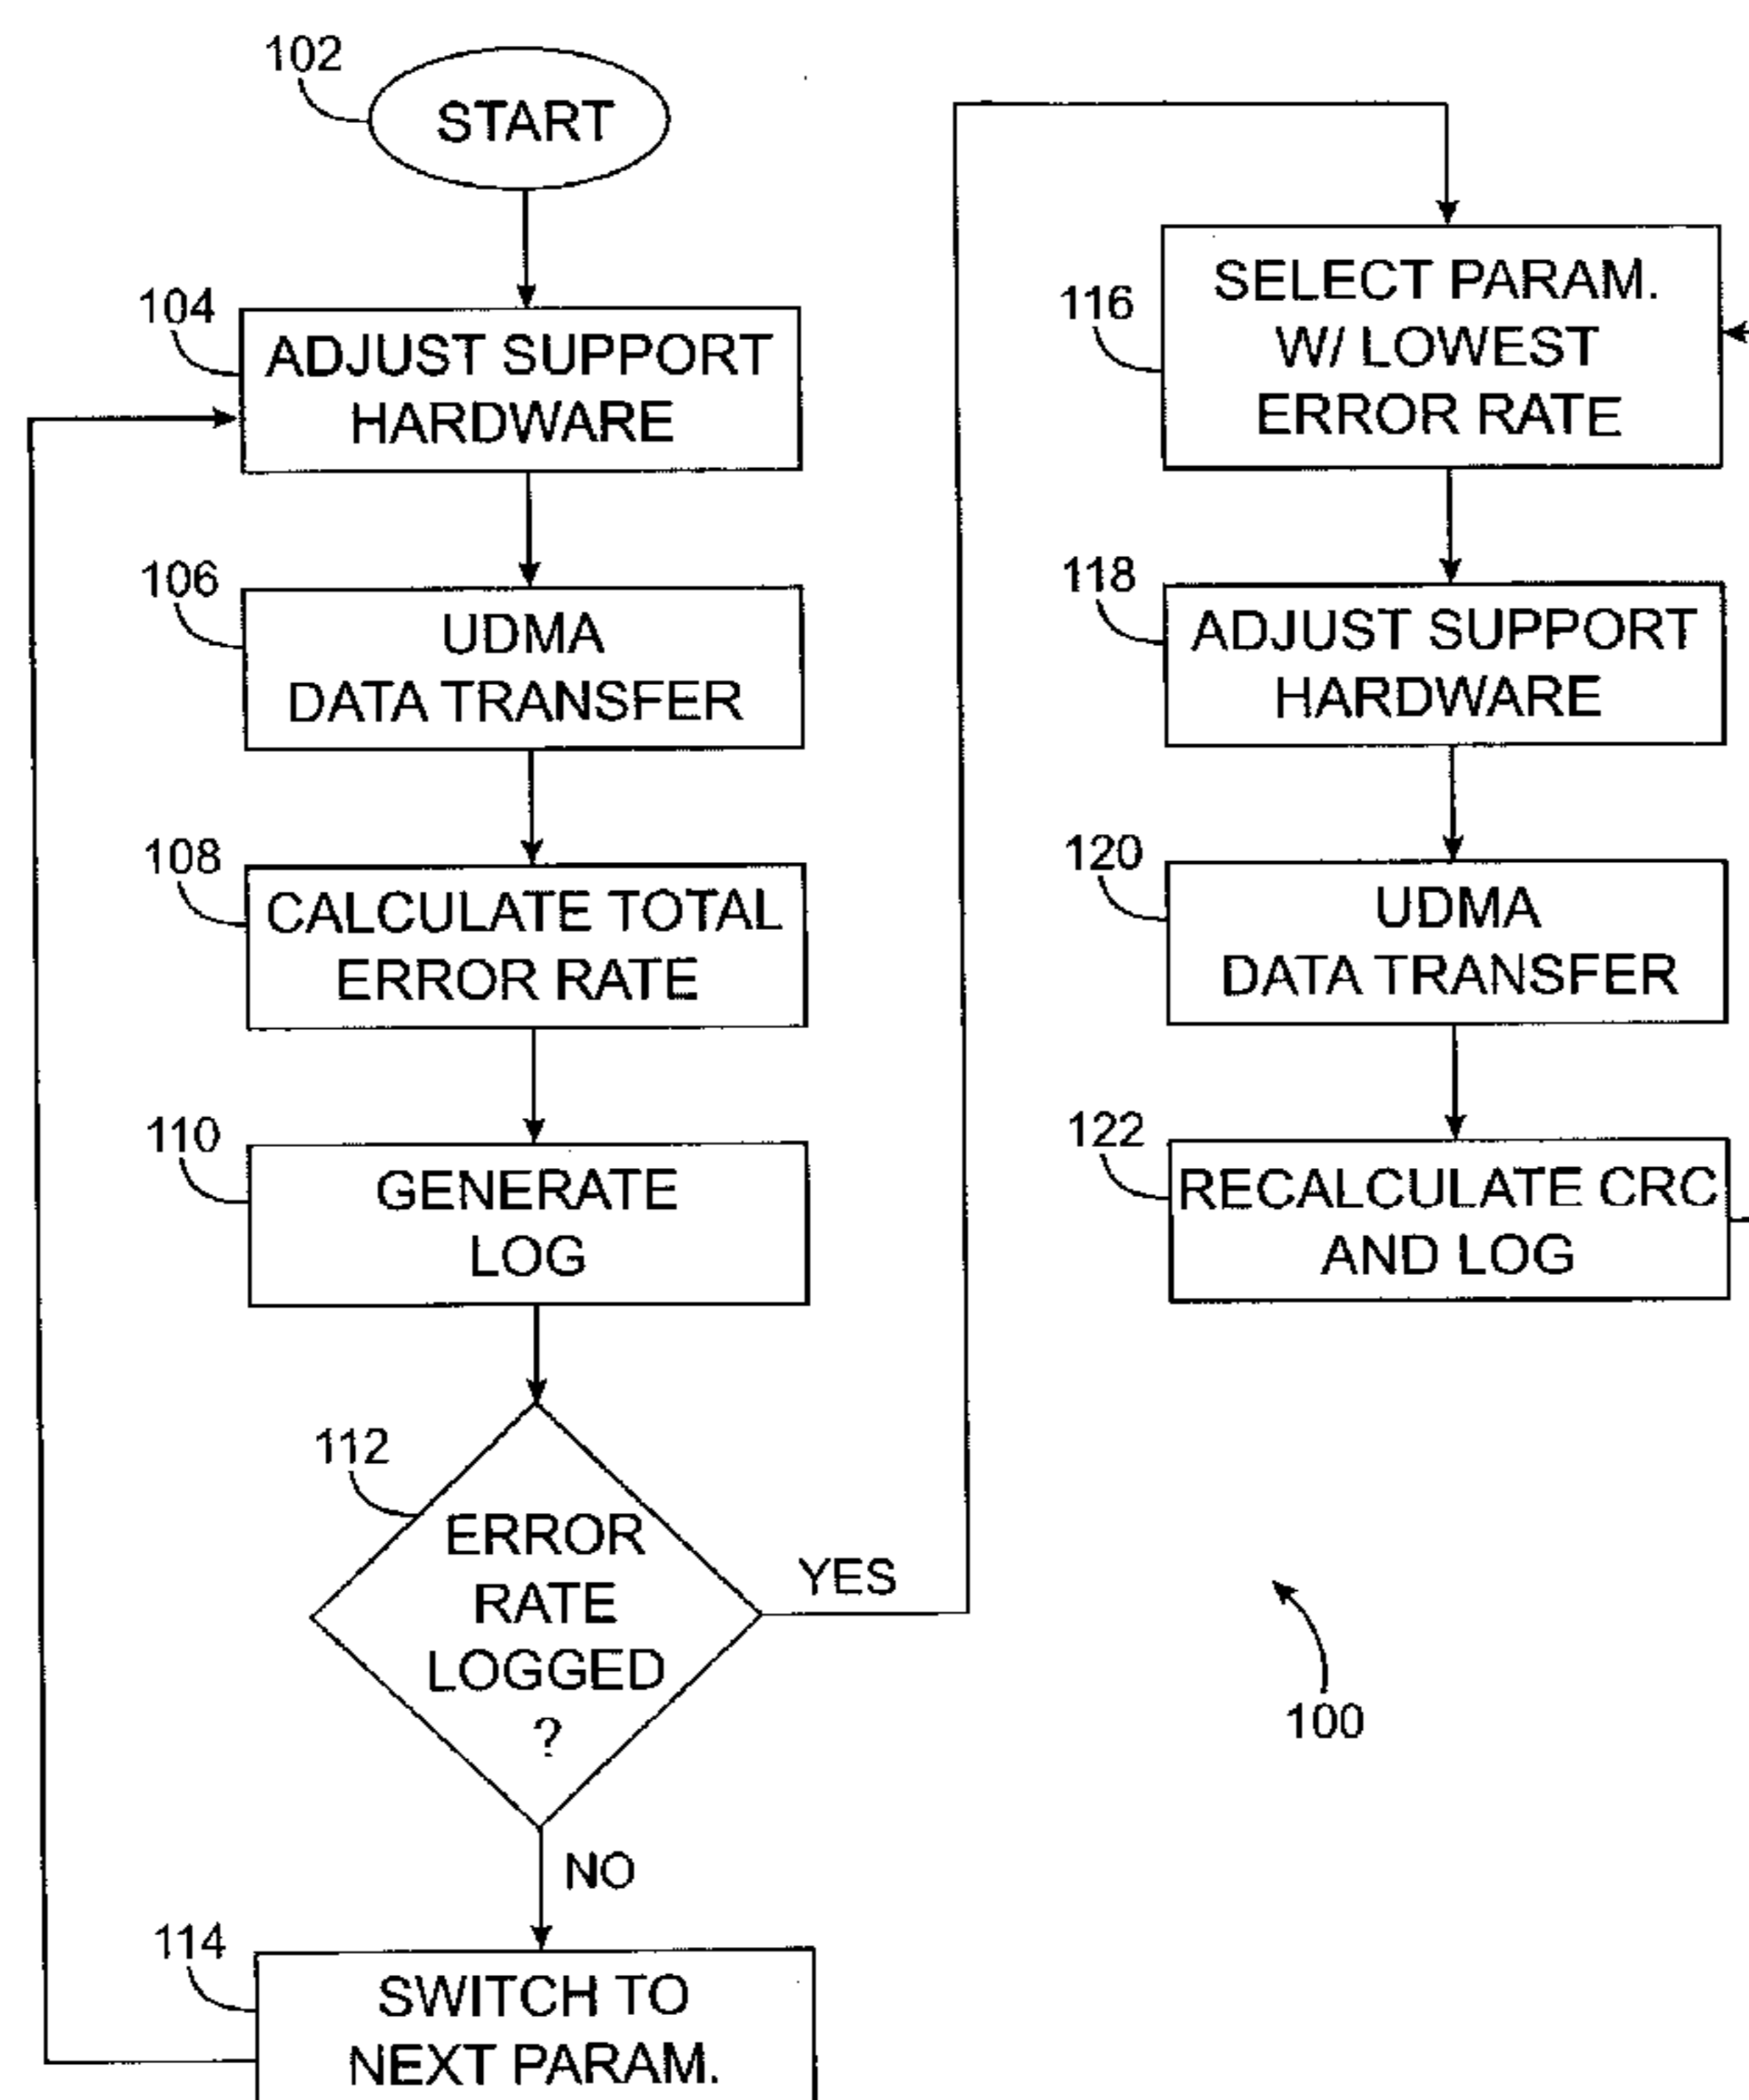 102
START
104
ADJUST SUPPORT
HARDWARE
106
UDMA
DATA TRANSFER
108
CALCULATE TOTAL
ERROR RATE
110
GENERATE
LOG
112
ERROR
RATE
LOGGED
?
YES
NO
114
SWITCH TO
NEXT PARAM.
116
SELECT PARAM.
W/ LOWEST
ERROR RATE
118
ADJUST SUPPORT
HARDWARE
120
UDMA
DATA TRANSFER
122
RECALCULATE CRC
AND LOG
100